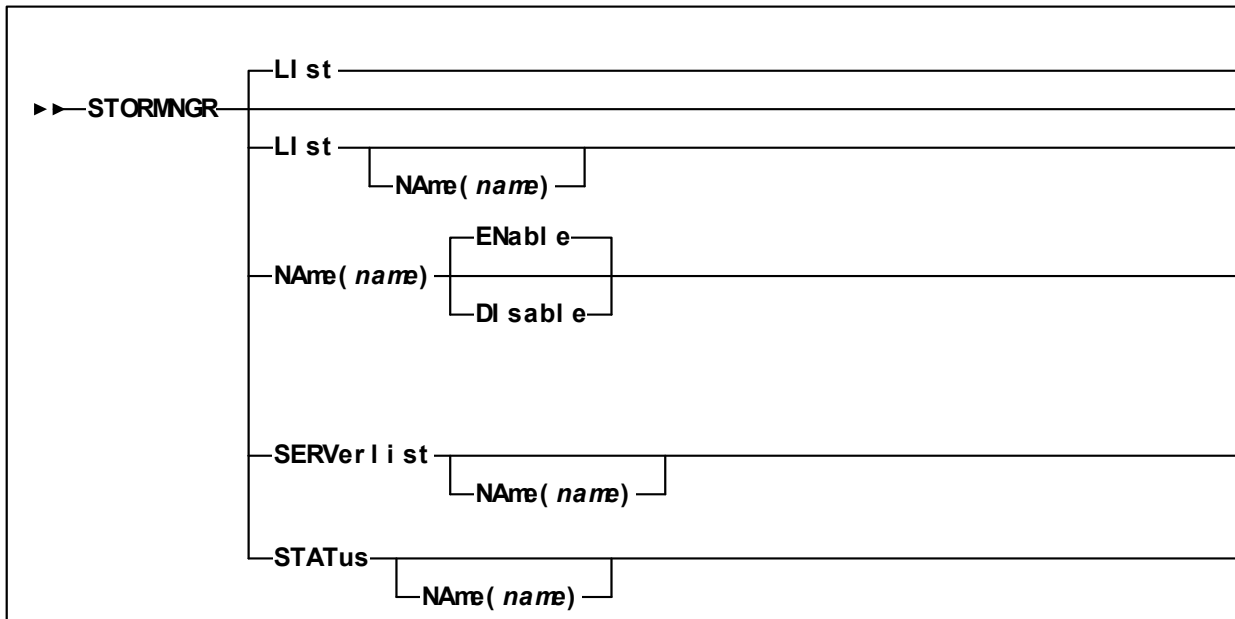 LIst
►►STORMNGR
LIst
NAme(name)
ENable
NAme(name)
DIsable
SERVerlist
NAme(name)
STATus
NAme(name)